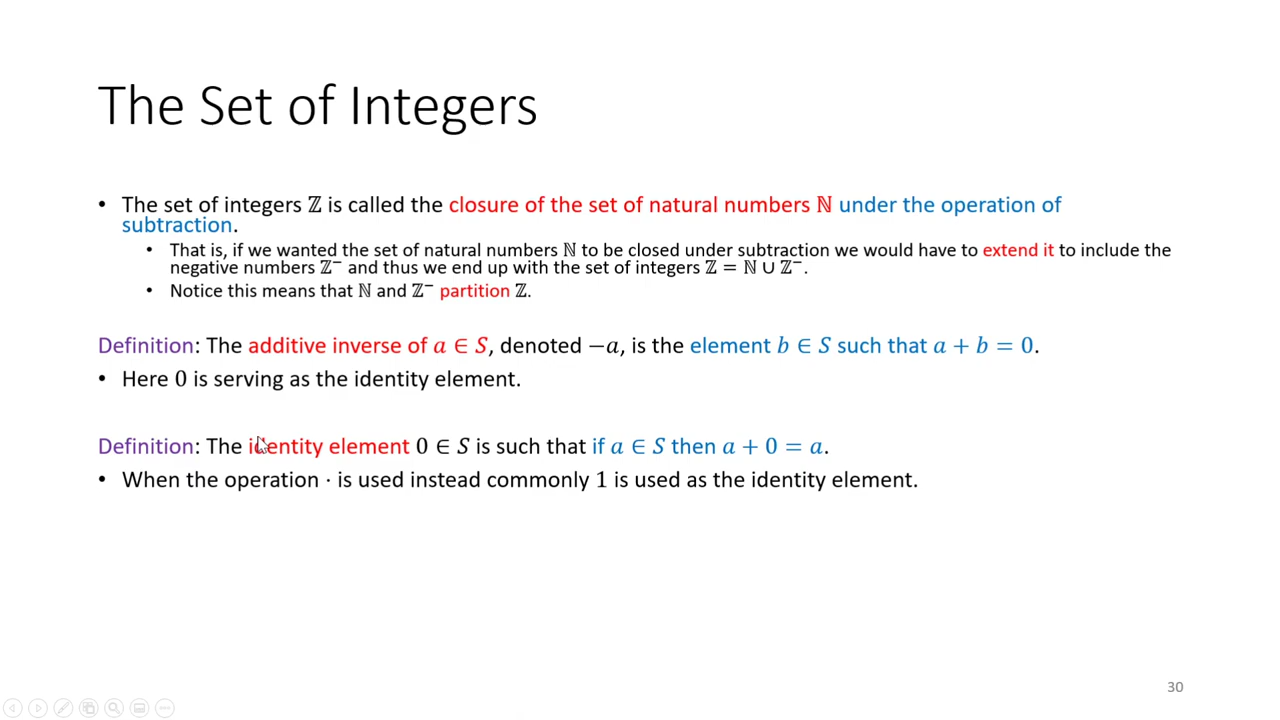 The Set of Integers
• The set of integers ℤ is called the closure of the set of natural numbers ℕ under the operation of
subtraction.
• That is, if we wanted the set of natural numbers ℕ to be closed under subtraction we would have to extend it to include the
negative numbers ℤ⁻ and thus we end up with the set of integers ℤ = ℕ ∪ ℤ⁻.
• Notice this means that ℕ and ℤ⁻ partition ℤ.
Definition: The additive inverse of 𝑎 ∈ 𝑆, denoted −𝑎, is the element 𝑏 ∈ 𝑆 such that 𝑎 + 𝑏 = 0.
• Here 0 is serving as the identity element.
Definition: The identity element 0 ∈ 𝑆 is such that if 𝑎 ∈ 𝑆 then 𝑎 + 0 = 𝑎.
• When the operation · is used instead commonly 1 is used as the identity element.
30